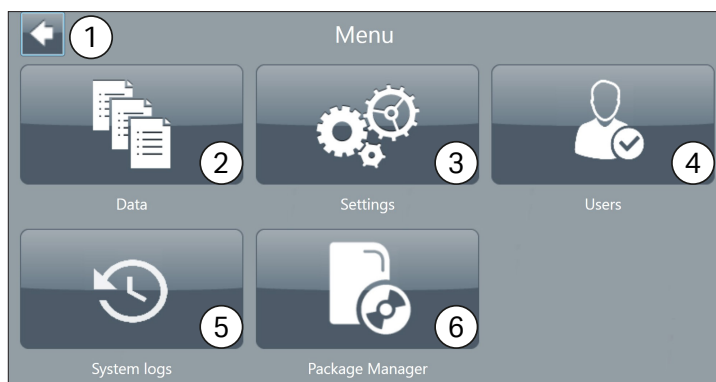 1
Menu
2
3
4
Data
Settings
Users
5
6
System logs
Package Manager